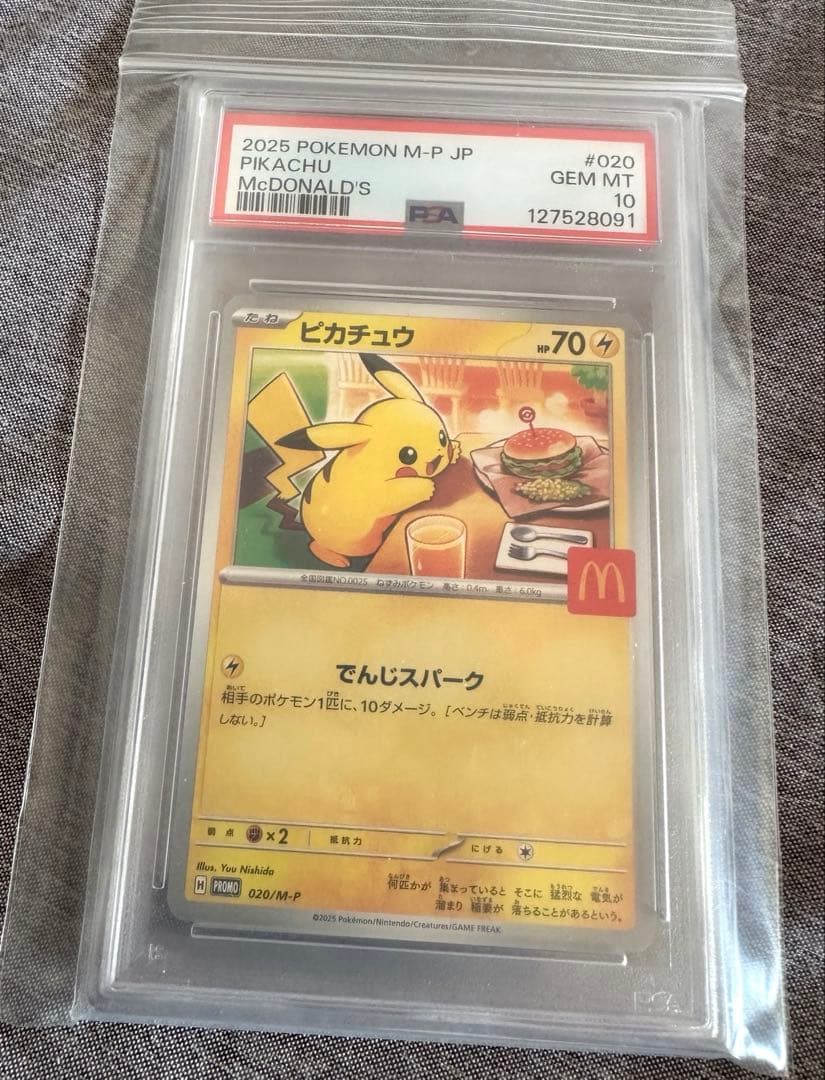 2025 POKEMON M-P JP
#020
PIKACHU
GEM MT
McDONALD'S
10
PSA
127528091
たね
ピカチュウ
HP 70
全国図鑑NO.0025 ねずみポケモン 高さ:0.4m 重さ:6.0kg
でんじスパーク
相手のポケモン1匹に、10ダメージ。[ベンチは弱点・抵抗力を計算
しない。]
弱点 ×2 抵抗力 にげる
Illus. Yuu Nishida
H PROMO 020/M-P
何匹かが 集まっていると そこに 猛烈な 電気が
溜まり 稲妻が 落ちることがあるという。
©2025 Pokémon/Nintendo/Creatures/GAME FREAK
PSA